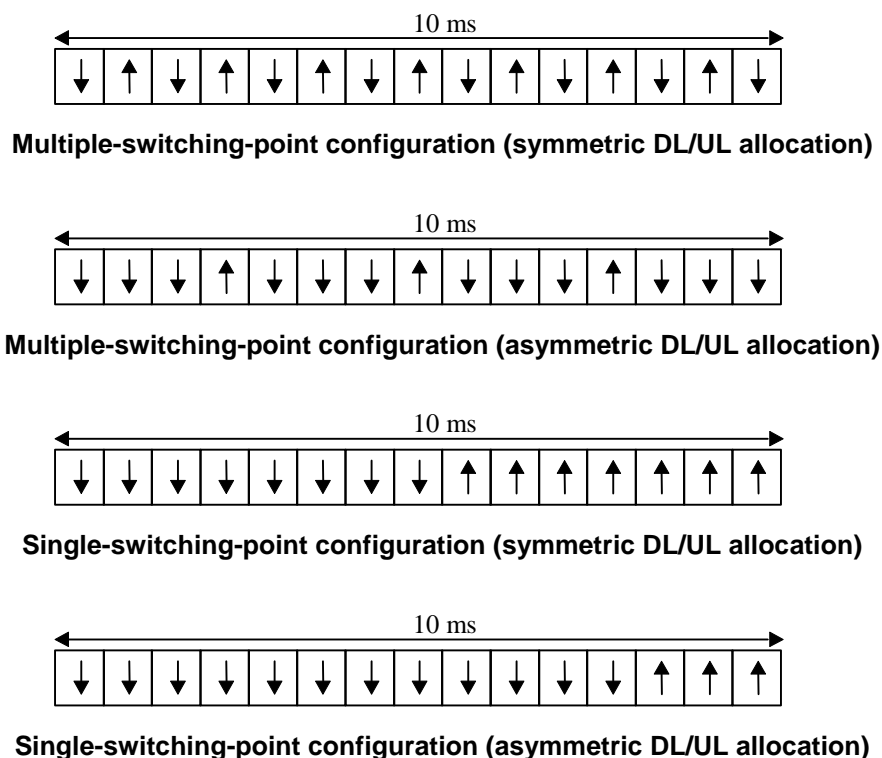 10 ms
Multiple-switching-point configuration (symmetric DL/UL allocation)
10 ms
Multiple-switching-point configuration (asymmetric DL/UL allocation)
10 ms
Single-switching-point configuration (symmetric DL/UL allocation)
10 ms
Single-switching-point configuration (asymmetric DL/UL allocation)